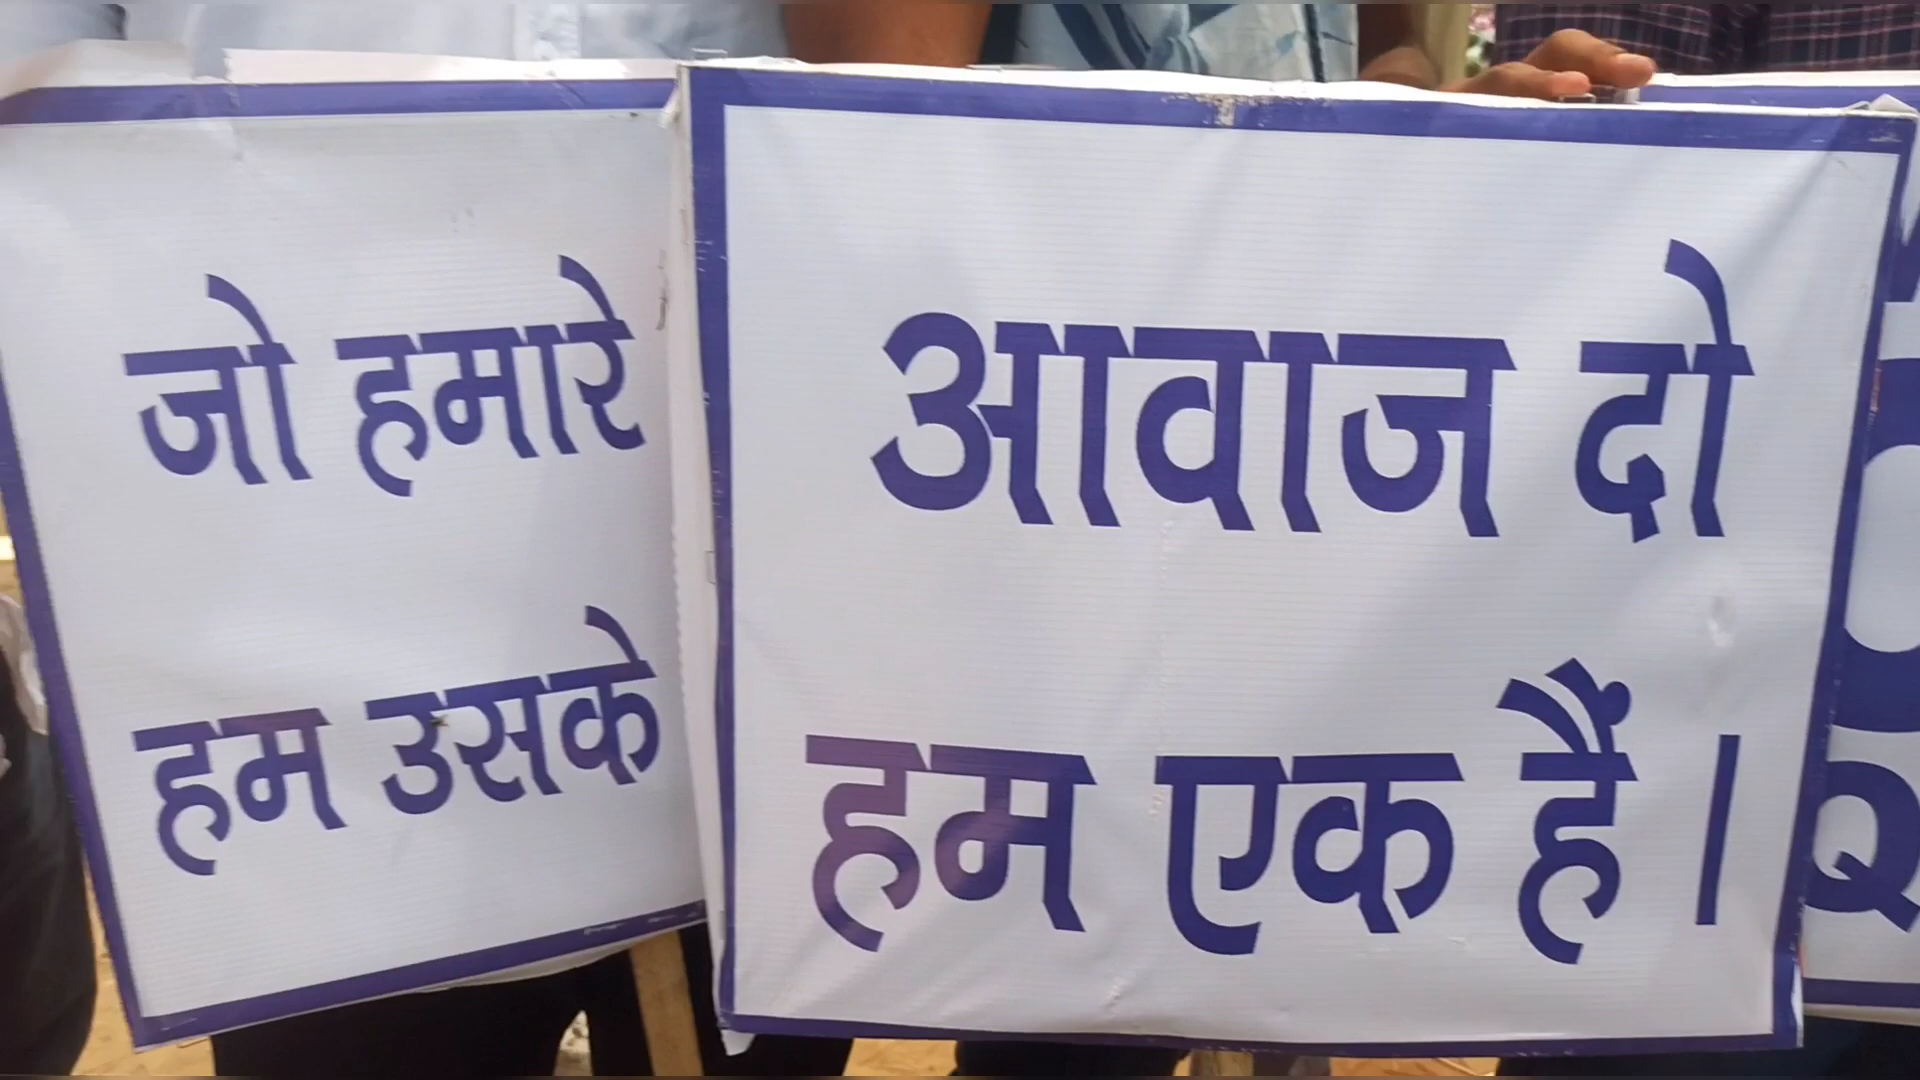 जो हमारे
हम उसके
आवाज दो
हम एक हैं।